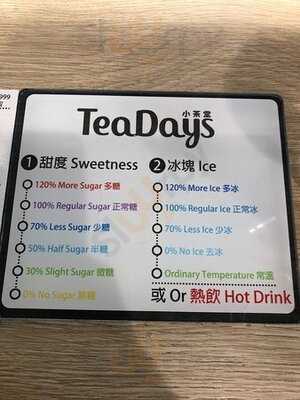 999
小茶堂
TeaDays
1 甜度 Sweetness
120% More Sugar 多糖
100% Regular Sugar 正常糖
70% Less Sugar 少糖
50% Half Sugar 半糖
30% Slight Sugar 微糖
0% No Sugar 無糖
2 冰塊 Ice
120% More Ice 多冰
100% Regular Ice 正常冰
70% Less Ice 少冰
0% No Ice 去冰
Ordinary Temperature 常溫
或 Or 熱飲 Hot Drink